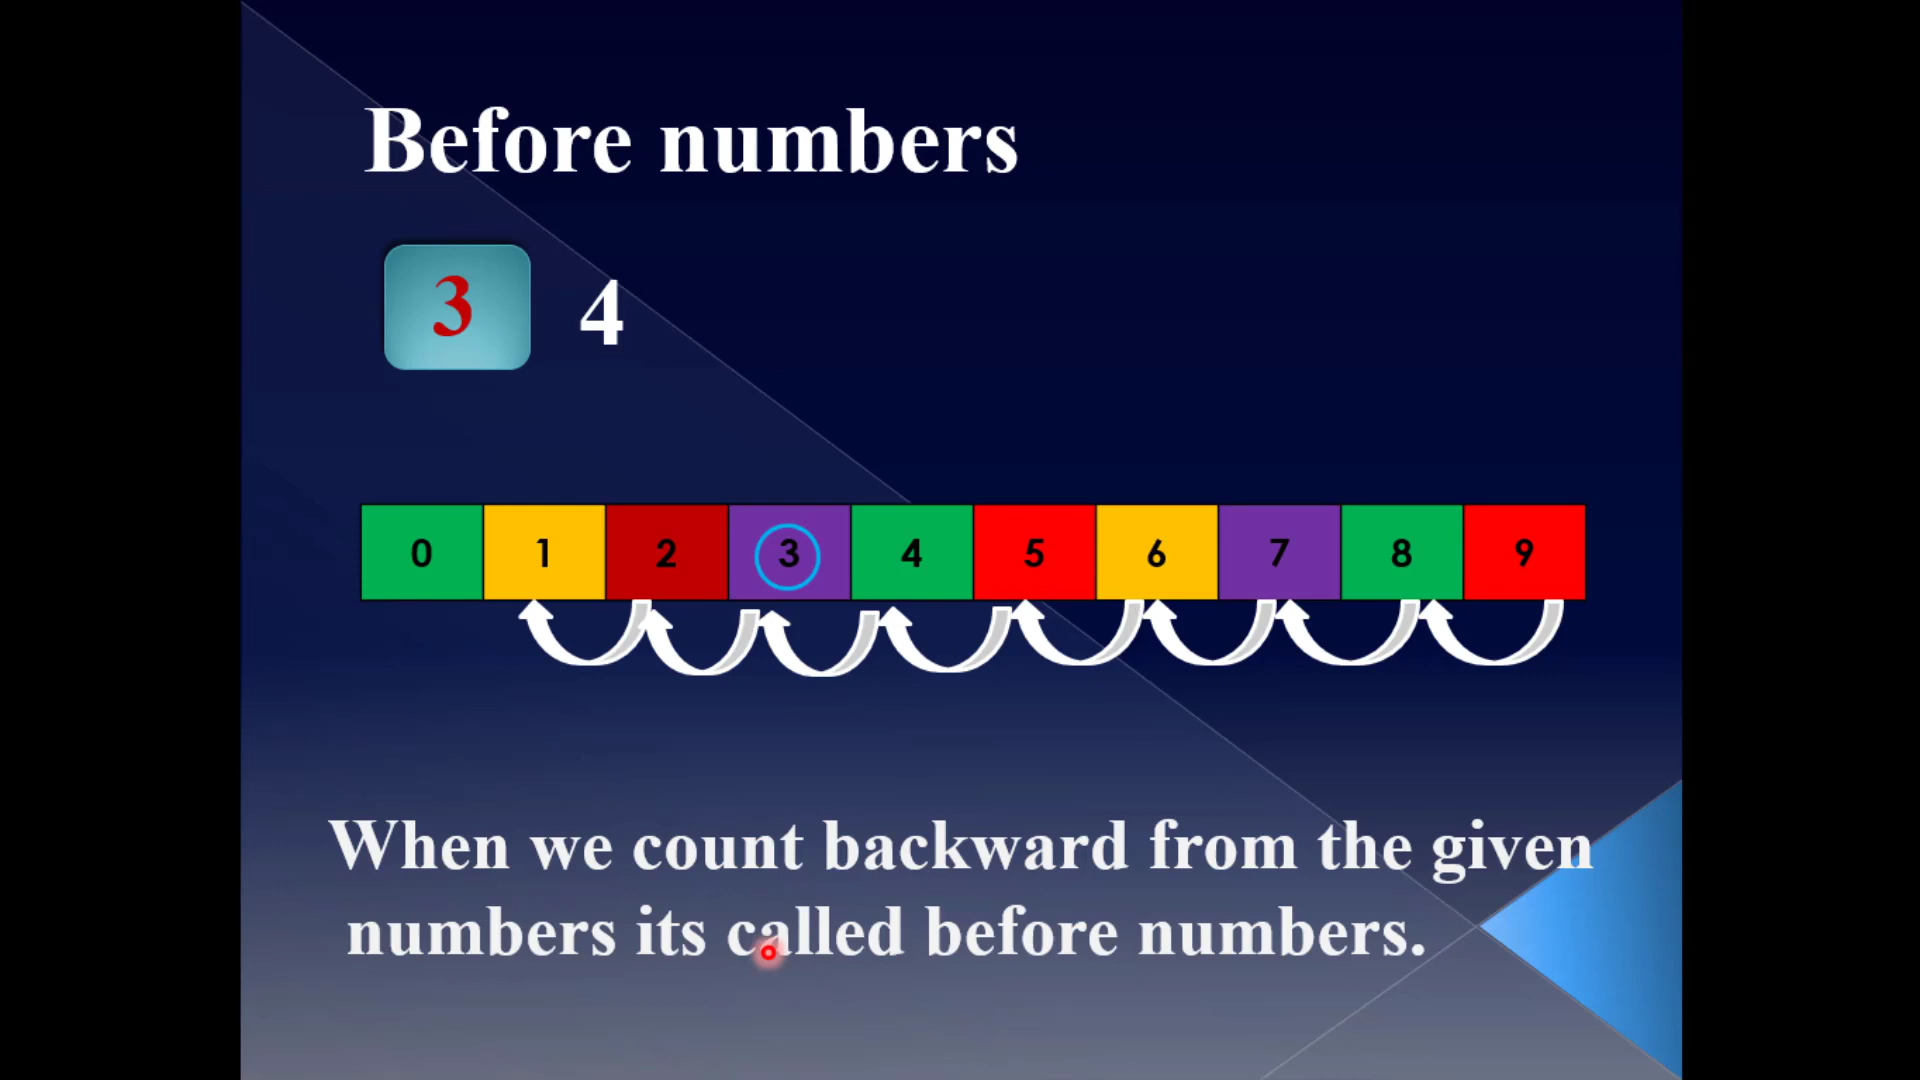 Before numbers
3 4
0 1 2 3 4 5 6 7 8 9
When we count backward from the given
numbers its called before numbers.